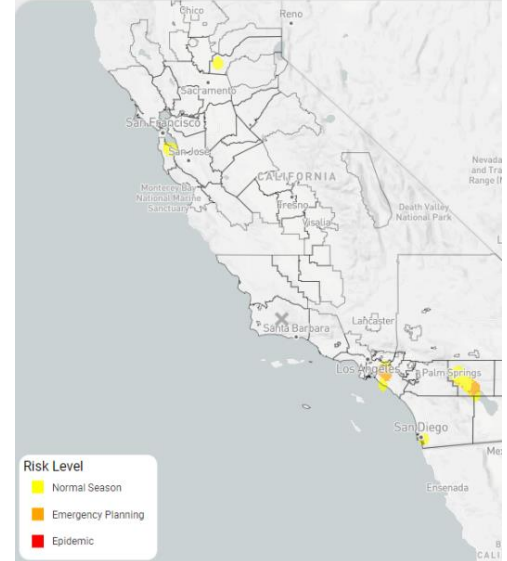 Chico
Reno
Sacramento
San Francisco
San Jose
CALIFORNIA
Nevada
and Tra
Range (N
Monterey Bay
National Marine
Sanctuary
Fresno
Visalia
Death Valley
National Park
L
Lancaster
Santa Barbara
Los Angeles
Palm Springs
San Diego
Mex
Ensenada
B
CALI
Risk Level
Normal Season
Emergency Planning
Epidemic